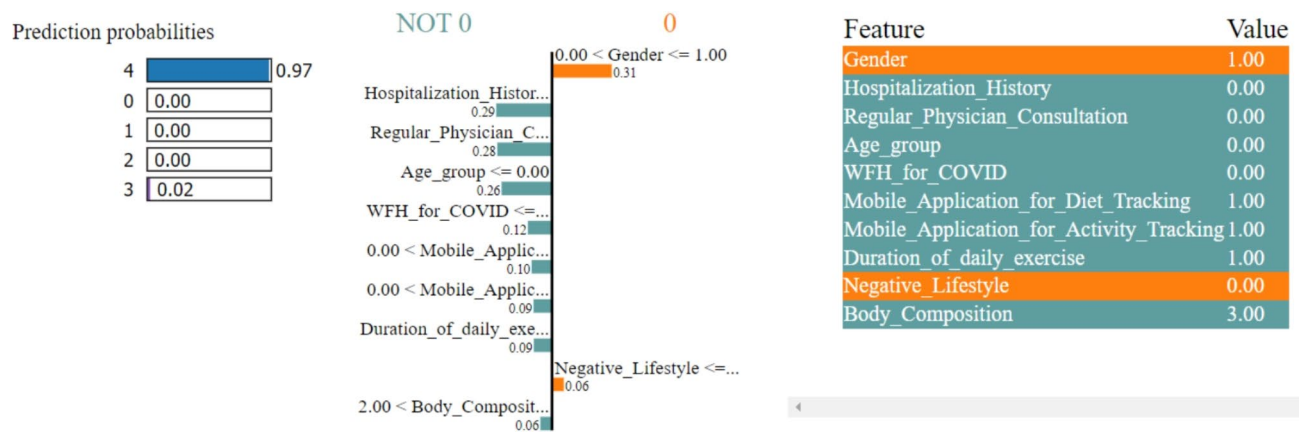 Prediction probabilities
4 0.97
0 0.00
1 0.00
2 0.00
3 0.02
NOT 0 0
0.00 < Gender <= 1.00
0.31
Hospitalization_Histor...
0.29
Regular_Physician_C...
0.28
Age_group <= 0.00
0.26
WFH_for_COVID <=...
0.12
0.00 < Mobile_Applic...
0.10
0.00 < Mobile_Applic...
0.09
Duration_of_daily_exe...
0.09
Negative_Lifestyle <=...
0.06
2.00 < Body_Composit...
0.06
Feature Value
Gender 1.00
Hospitalization_History 0.00
Regular_Physician_Consultation 0.00
Age_group 0.00
WFH_for_COVID 0.00
Mobile_Application_for_Diet_Tracking 1.00
Mobile_Application_for_Activity_Tracking 1.00
Duration_of_daily_exercise 1.00
Negative_Lifestyle 0.00
Body_Composition 3.00